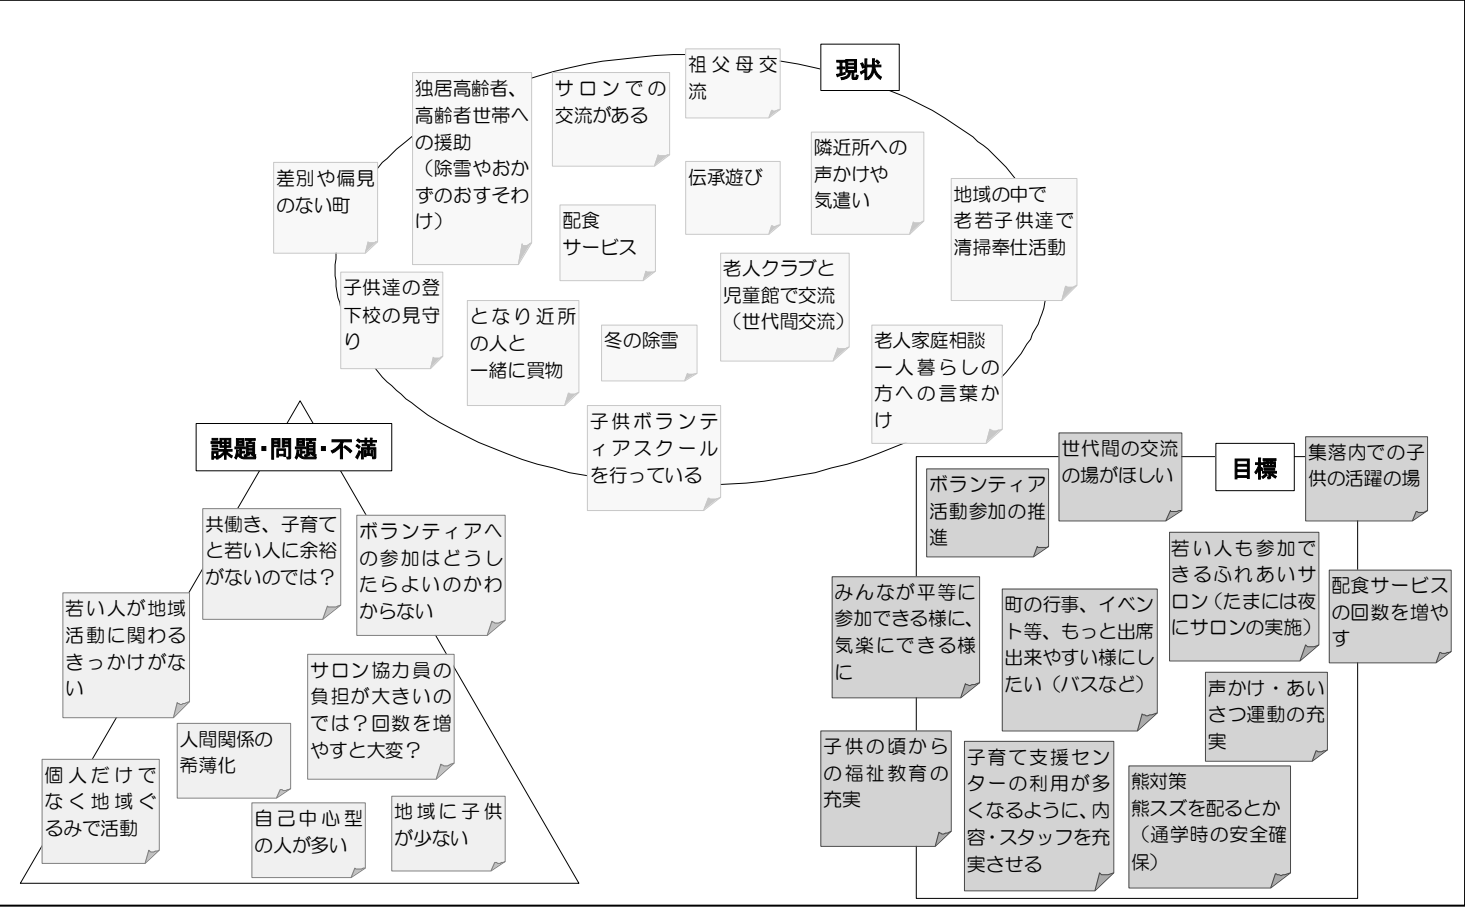 現状
祖父母交
流
サロンでの
交流がある
独居高齢者、
高齢者世帯へ
の援助
（除雪やおか
ずのおすそわ
け）
差別や偏見
のない町
伝承遊び
隣近所への
声かけや
気遣い
地域の中で
老若子供達で
清掃奉仕活動
配食
サービス
老人クラブと
児童館で交流
（世代間交流）
子供達の登
下校の見守
り
となり近所
の人と
一緒に買物
冬の除雪
老人家庭相談
一人暮らしの
方への言葉か
け
子供ボランテ
ィアスクール
を行っている
課題・問題・不満
共働き、子育て
と若い人に余裕
がないのでは？
ボランティアへ
の参加はどうし
たらよいのかわ
からない
若い人が地域
活動に関わる
きっかけがな
い
サロン協力員の
負担が大きいの
では？回数を増
やすと大変？
人間関係の
希薄化
個人だけで
なく地域ぐ
るみで活動
自己中心型
の人が多い
地域に子供
が少ない
目標
世代間の交流
の場がほしい
集落内での子
供の活躍の場
ボランティア
活動参加の推
進
若い人も参加で
きるふれあいサ
ロン（たまには夜
にサロンの実施）
配食サービス
の回数を増や
す
みんなが平等に
参加できる様に、
気楽にできる様
に
町の行事、イベン
ト等、もっと出席
出来やすい様にし
たい（バスなど）
声かけ・あい
さつ運動の充
実
子供の頃から
の福祉教育の
充実
子育て支援セン
ターの利用が多
くなるように、内
容・スタッフを充
実させる
熊対策
熊スズを配るとか
（通学時の安全確
保）